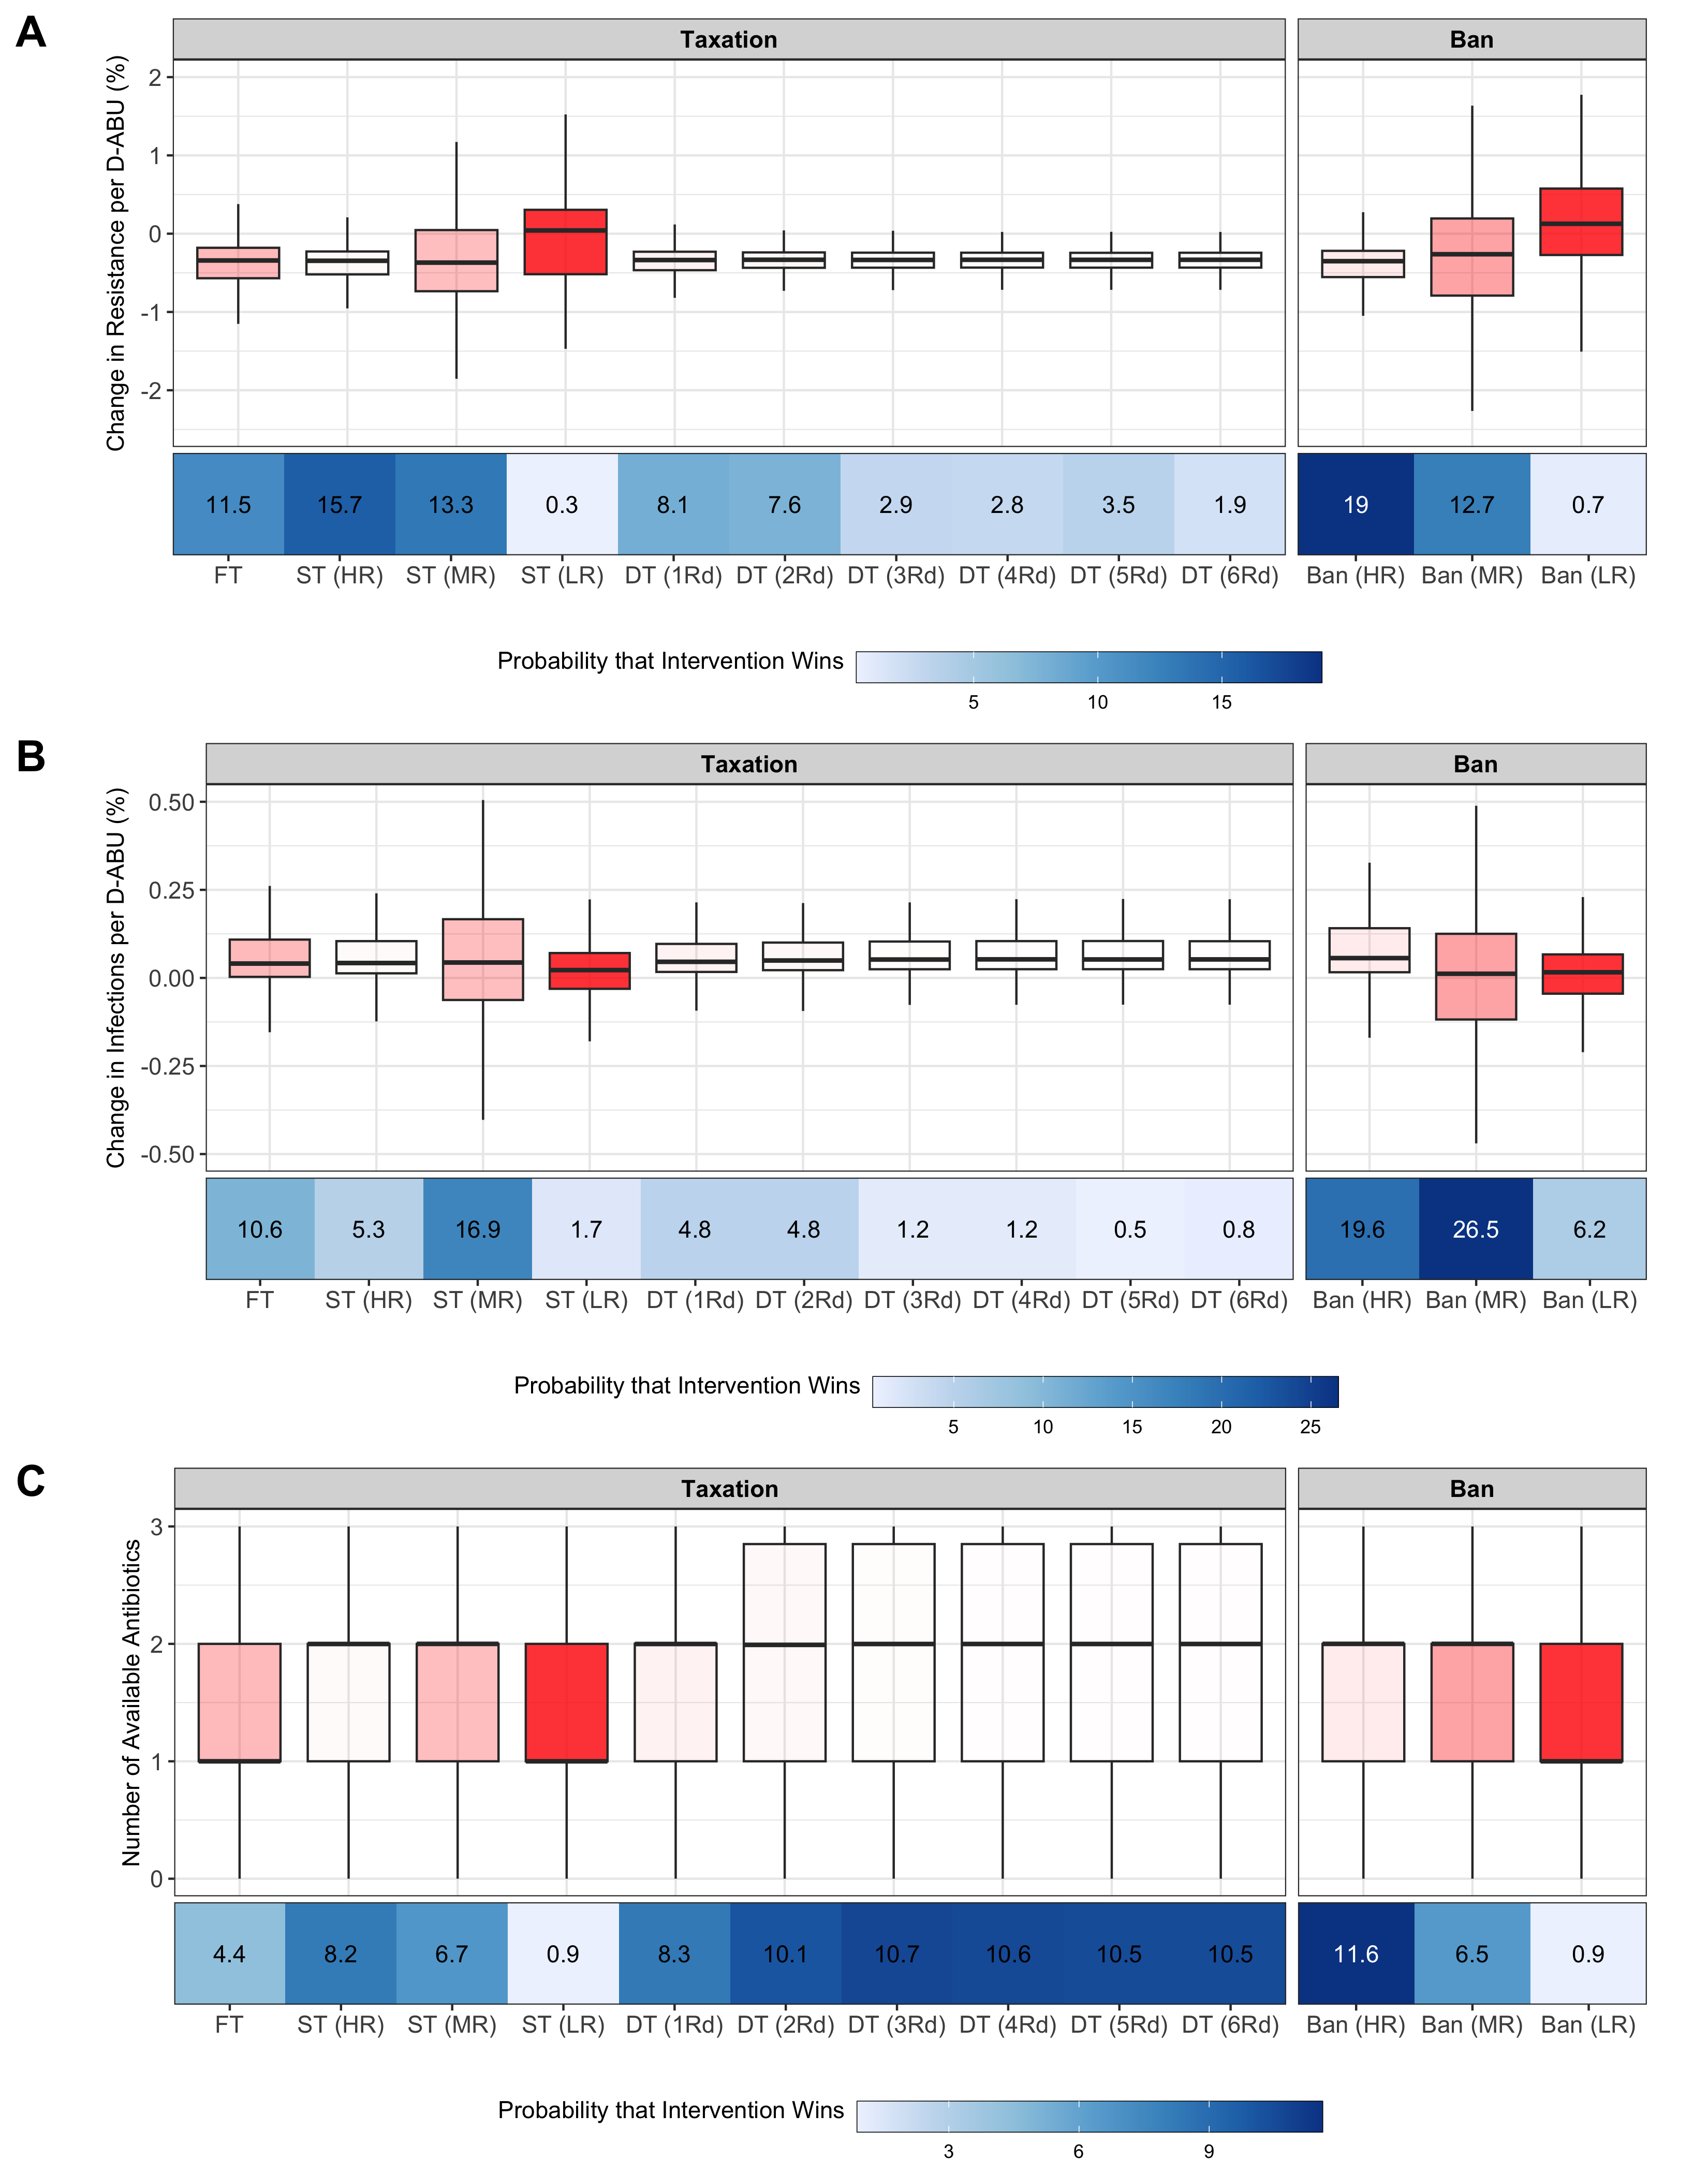 A
Taxation
Ban
Change in Resistance per D-ABU (%)
2
1
0
-1
-2
11.5 15.7 13.3 0.3 8.1 7.6 2.9 2.8 3.5 1.9 19 12.7 0.7
FT ST (HR) ST (MR) ST (LR) DT (1Rd) DT (2Rd) DT (3Rd) DT (4Rd) DT (5Rd) DT (6Rd) Ban (HR) Ban (MR) Ban (LR)
Probability that Intervention Wins
5 10 15
B
Taxation
Ban
Change in Infections per D-ABU (%)
0.50
0.25
0.00
-0.25
-0.50
10.6 5.3 16.9 1.7 4.8 4.8 1.2 1.2 0.5 0.8 19.6 26.5 6.2
FT ST (HR) ST (MR) ST (LR) DT (1Rd) DT (2Rd) DT (3Rd) DT (4Rd) DT (5Rd) DT (6Rd) Ban (HR) Ban (MR) Ban (LR)
Probability that Intervention Wins
5 10 15 20 25
C
Taxation
Ban
Number of Available Antibiotics
3
2
1
0
4.4 8.2 6.7 0.9 8.3 10.1 10.7 10.6 10.5 10.5 11.6 6.5 0.9
FT ST (HR) ST (MR) ST (LR) DT (1Rd) DT (2Rd) DT (3Rd) DT (4Rd) DT (5Rd) DT (6Rd) Ban (HR) Ban (MR) Ban (LR)
Probability that Intervention Wins
3 6 9